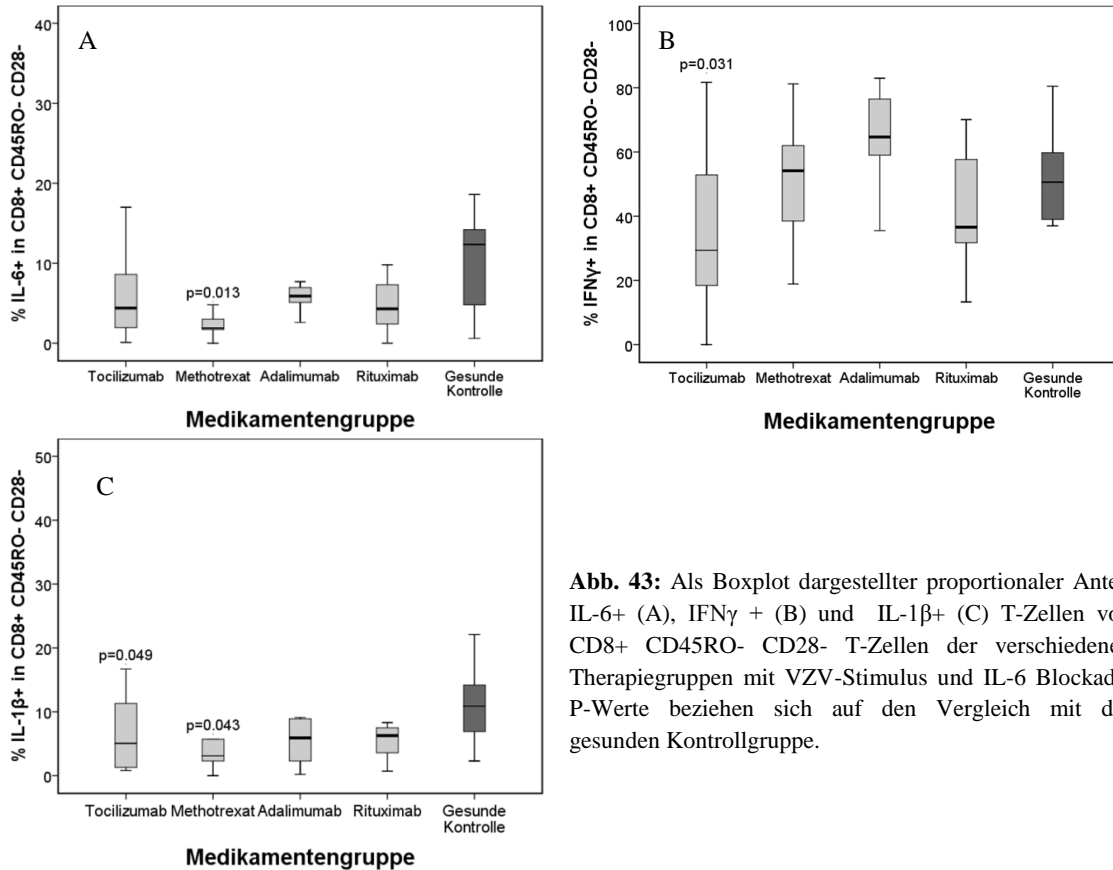 A
% IL-6+ in CD8+ CD45RO- CD28-
40
30
20
10
0
p=0.013
Tocilizumab Methotrexat Adalimumab Rituximab Gesunde Kontrolle
Medikamentengruppe
B
% IFNγ+ in CD8+ CD45RO- CD28-
100
80
60
40
20
0
p=0.031
Tocilizumab Methotrexat Adalimumab Rituximab Gesunde Kontrolle
Medikamentengruppe
C
% IL-1β+ in CD8+ CD45RO- CD28-
50
40
30
20
10
0
p=0.049
p=0.043
Tocilizumab Methotrexat Adalimumab Rituximab Gesunde Kontrolle
Medikamentengruppe
Abb. 43: Als Boxplot dargestellter proportionaler
IL-6+ (A), IFNγ + (B) und IL-1β+ (C) T-Zellen
CD8+ CD45RO- CD28- T-Zellen der
Therapiegruppen mit VZV-Stimulus und IL-6
P-Werte beziehen sich auf den Vergleich mit
gesunden Kontrollgruppe.